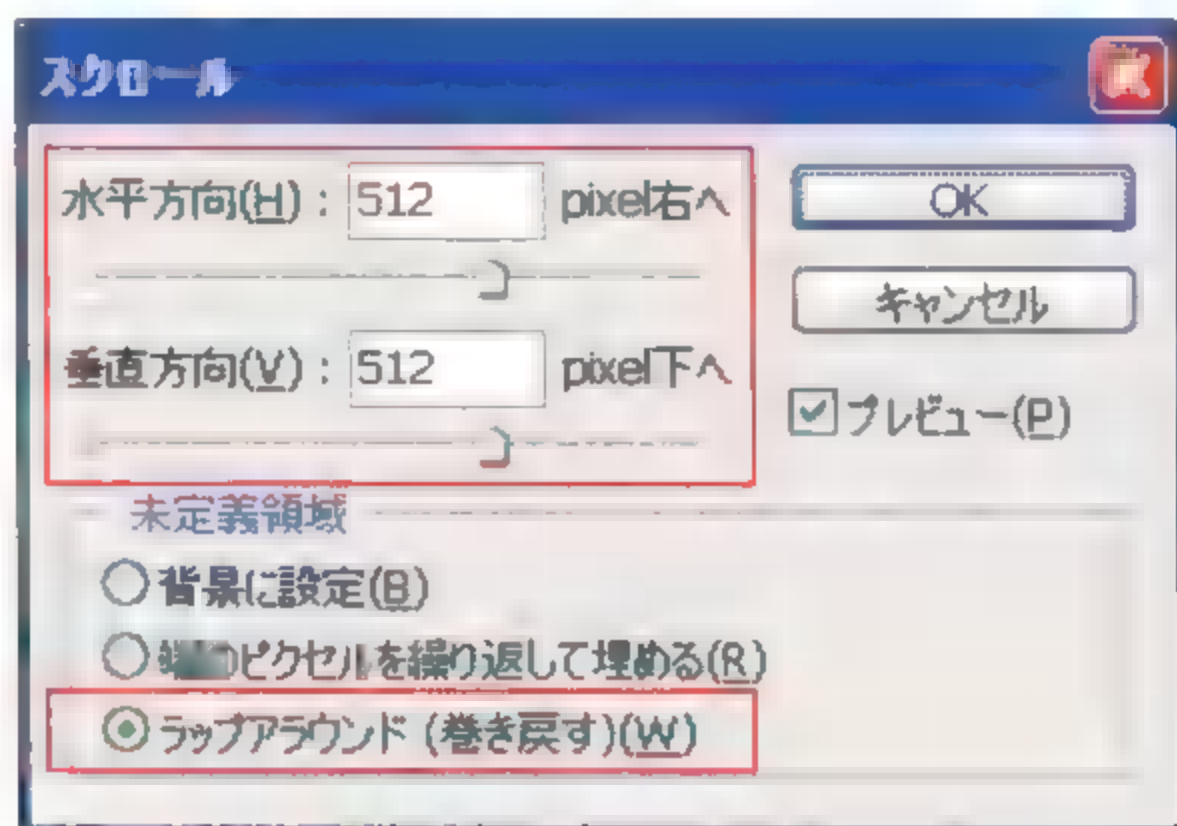 スクロール
水平方向(H) : 512 pixel右へ
OK
キャンセル
垂直方向(V) : 512 pixel下へ
プレビュー(P)
未定義領域
背景に設定(B)
ピクセルを繰り返して埋める(R)
ラップアラウンド (巻き戻す)(W)